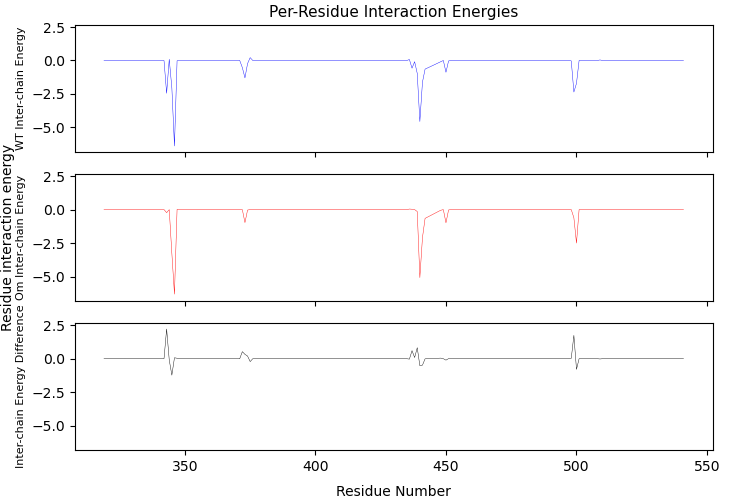 Per-Residue Interaction Energies
Residue interaction energy
WT Inter-chain Energy
2.5
0.0
−2.5
−5.0
Om Inter-chain Energy
2.5
0.0
−2.5
−5.0
Inter-chain Energy Difference
2.5
0.0
−2.5
−5.0
350 400 450 500 550
Residue Number